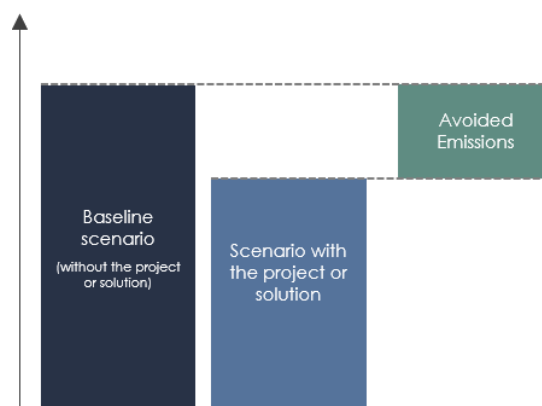 Avoided
Emissions
Baseline
scenario
(without the project
or solution)
Scenario with
the project or
solution